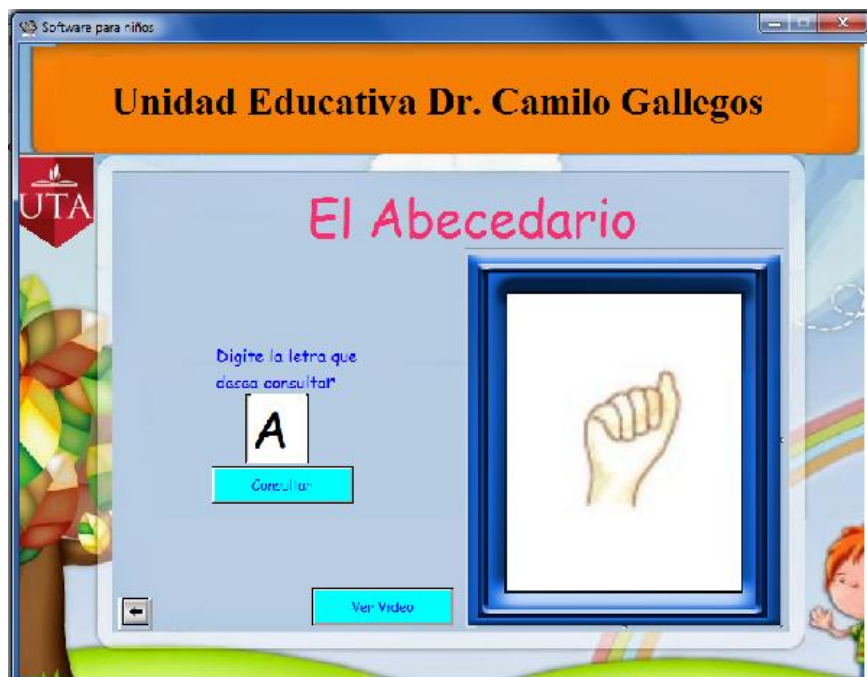 Software para niños
Unidad Educativa Dr. Camilo Gallegos
UTA
El Abecedario
Digite la letra que
desea consultar
A
Consultar
Ver Video